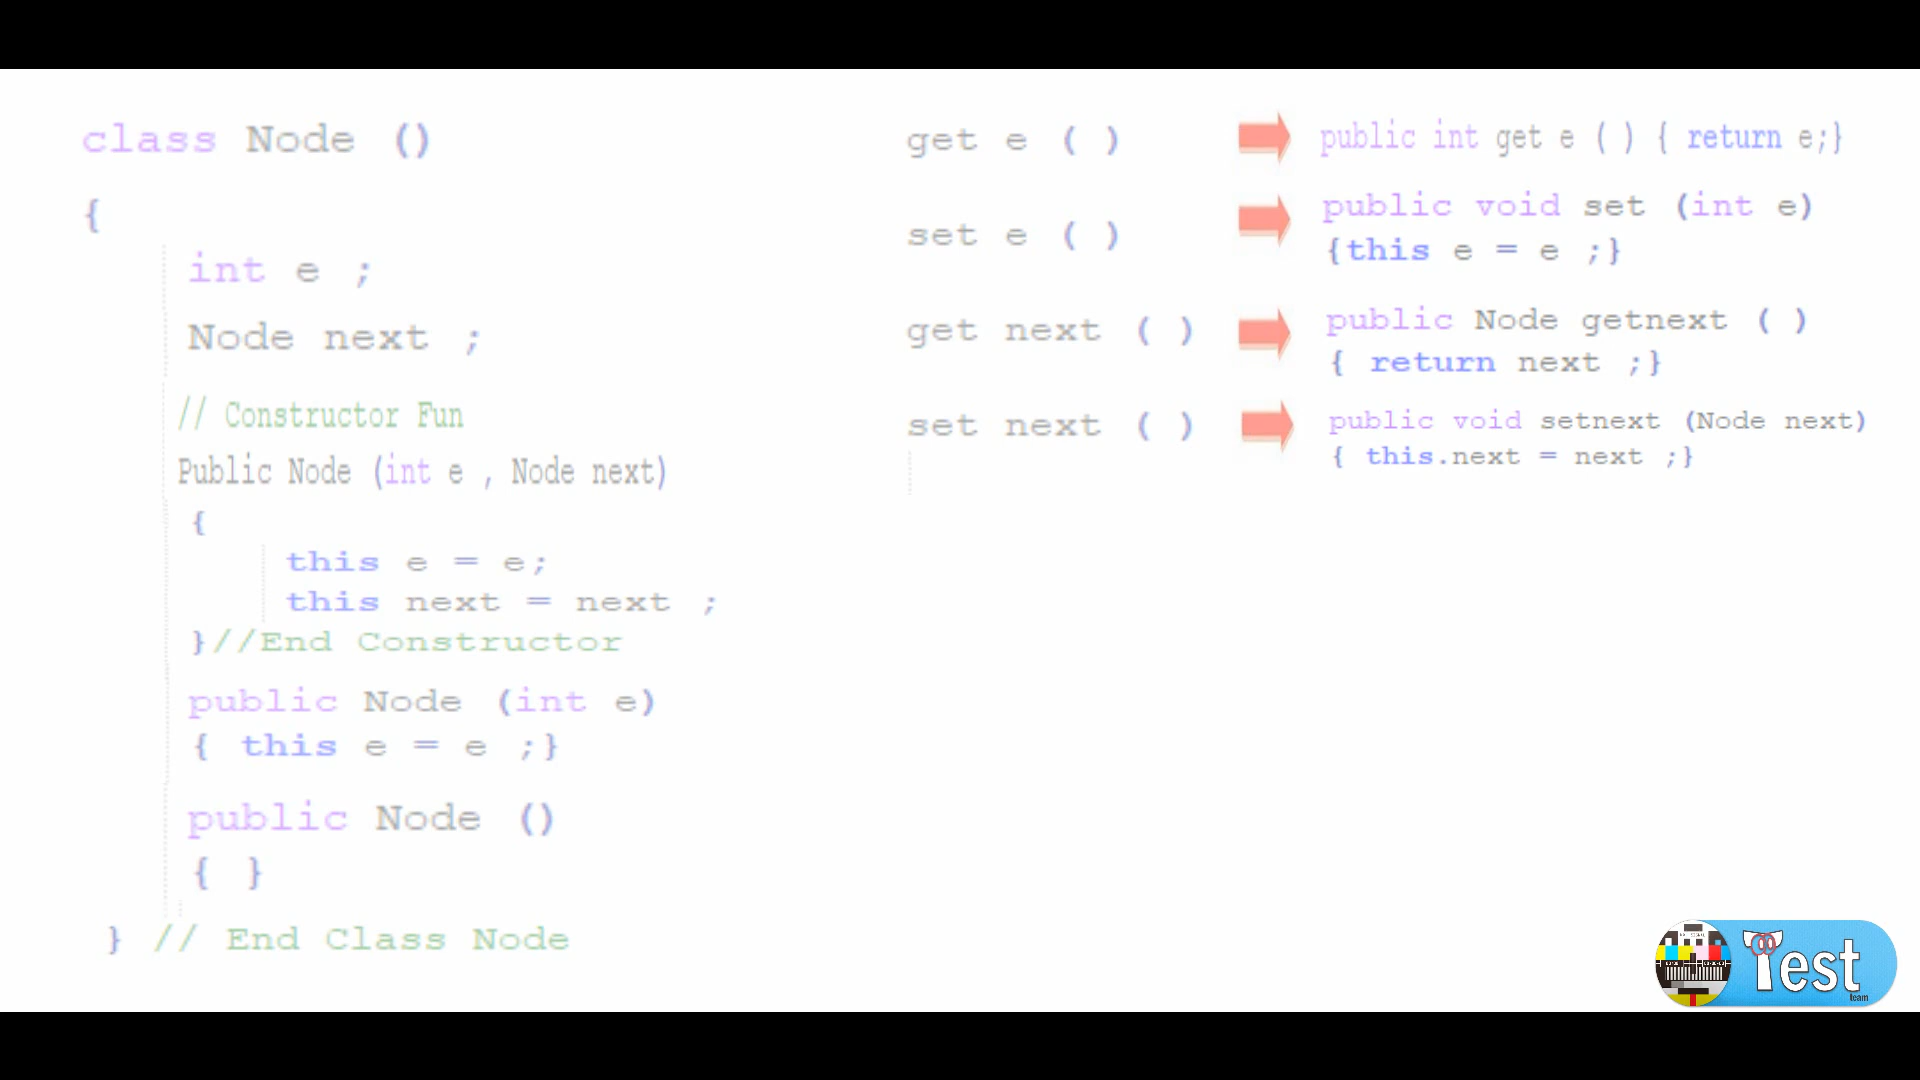 class Node ()
{
int e ;
Node next ;
// Constructor Fun
Public Node (int e , Node next)
{
this e = e;
this next = next ;
}//End Constructor
public Node (int e)
{ this e = e ;}
public Node ()
{ }
} // End Class Node
get e ( )
public int get e ( ) { return e;}
set e ( )
public void set (int e)
{this e = e ;}
get next ( )
public Node getnext ( )
{ return next ;}
set next ( )
public void setnext (Node next)
{ this.next = next ;}
Test
team